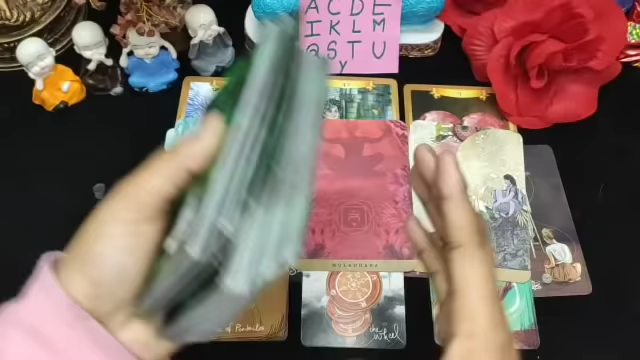 A C D E
I K L M
Q S T U
Y
MULADHARA
of Pentacles
the
Wheel